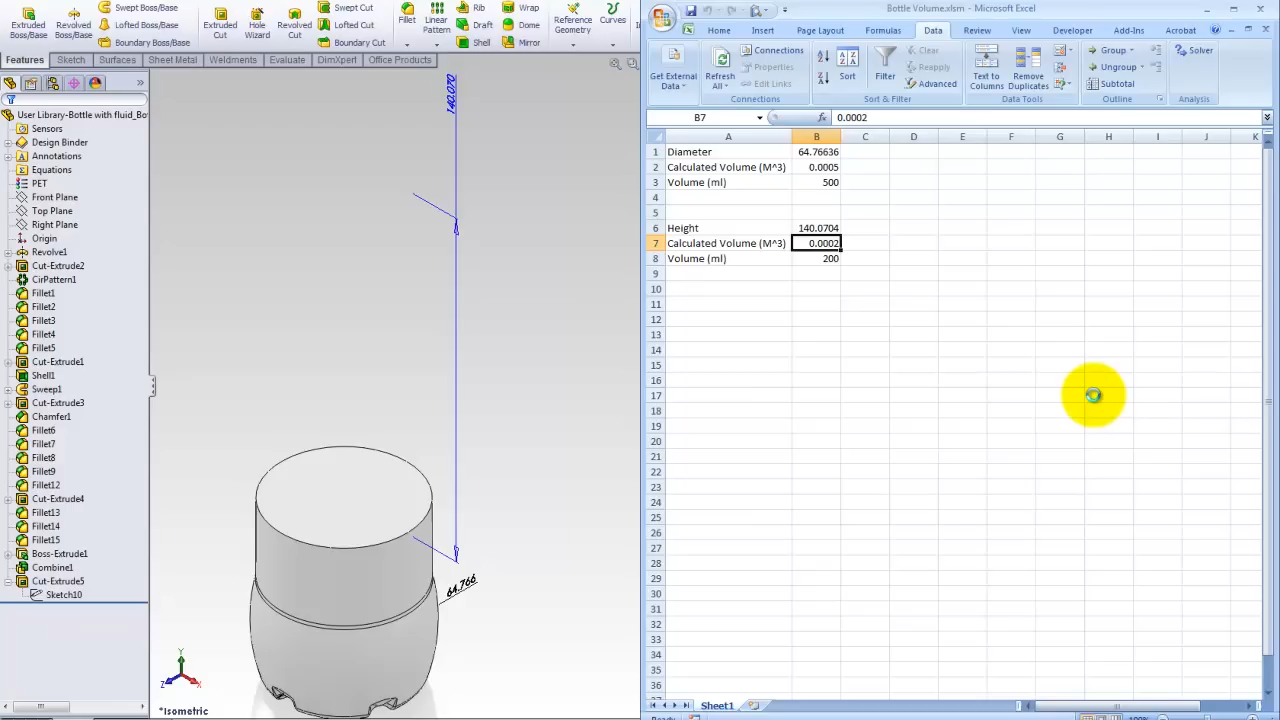 Extruded Boss/Base
Revolved Boss/Base
Swept Boss/Base
Lofted Boss/Base
Boundary Boss/Base
Extruded Cut
Hole Wizard
Revolved Cut
Swept Cut
Lofted Cut
Boundary Cut
Fillet
Linear Pattern
Rib
Draft
Shell
Wrap
Dome
Mirror
Reference Geometry
Curves
Features Sketch Surfaces Sheet Metal Weldments Evaluate DimXpert Office Products
User Library-Bottle with fluid_Bo
Sensors
Design Binder
Annotations
Equations
PET
Front Plane
Top Plane
Right Plane
Origin
Revolve1
Cut-Extrude2
CirPattern1
Fillet1
Fillet2
Fillet3
Fillet4
Fillet5
Cut-Extrude1
Shell1
Sweep1
Cut-Extrude3
Chamfer1
Fillet6
Fillet7
Fillet8
Fillet9
Fillet12
Cut-Extrude4
Fillet13
Fillet14
Fillet15
Boss-Extrude1
Combine1
Cut-Extrude5
Sketch10
140.070
64.766
Y
Z
X
*Isometric
Bottle Volume.xlsm - Microsoft Excel
Home Insert Page Layout Formulas Data Review View Developer Add-Ins Acrobat
Get External Data
Refresh All
Connections
Properties
Edit Links
Connections
Sort
Filter
Clear
Reapply
Advanced
Sort & Filter
Text to Columns
Remove Duplicates
Data Tools
Group
Ungroup
Subtotal
Outline
Solver
Analysis
B7 fx 0.0002
A B C D E F G H I J K
1 Diameter 64.76636
2 Calculated Volume (M^3) 0.0005
3 Volume (ml) 500
4
5
6 Height 140.0704
7 Calculated Volume (M^3) 0.0002
8 Volume (ml) 200
9
10
11
12
13
14
15
16
17
18
19
20
21
22
23
24
25
26
27
28
29
30
31
32
33
34
35
36
Sheet1
Ready
100%